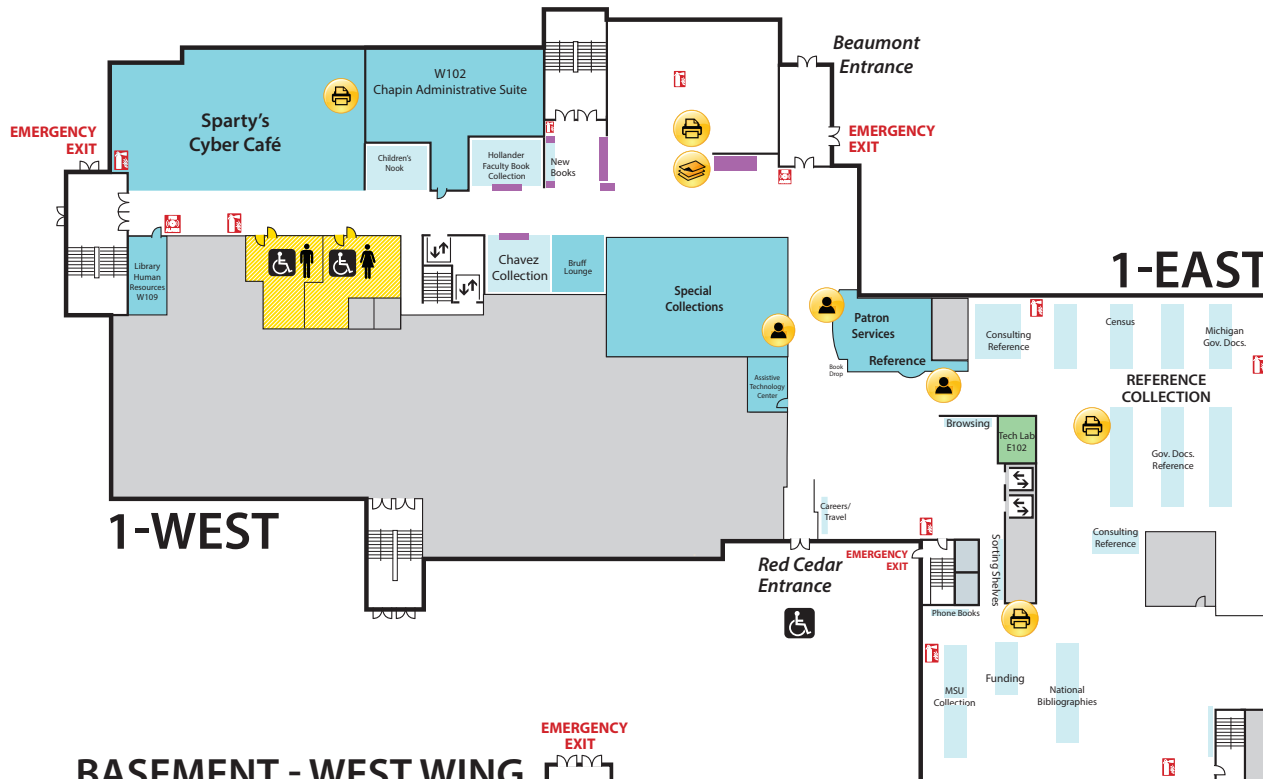 Beaumont
Entrance
W102
Chapin Administrative Suite
Sparty's
Cyber Café
EMERGENCY
EXIT
EMERGENCY
EXIT
Children's
Nook
Hollander
Faculty Book
Collection
New
Books
Library
Human
Resources
W109
Chavez
Collection
Bruff
Lounge
Special
Collections
1-EAST
Patron
Services
Reference
Book
Drop
Consulting
Reference
Census
Michigan
Gov. Docs.
Assistive
Technology
Center
REFERENCE
COLLECTION
Browsing
Tech Lab
E102
Gov. Docs.
Reference
1-WEST
Careers/
Travel
Consulting
Reference
Sorting Shelves
Red Cedar
Entrance
EMERGENCY
EXIT
Phone Books
MSU
Collection
Funding
National
Bibliographies
EMERGENCY
EXIT
BASEMENT - WEST WING